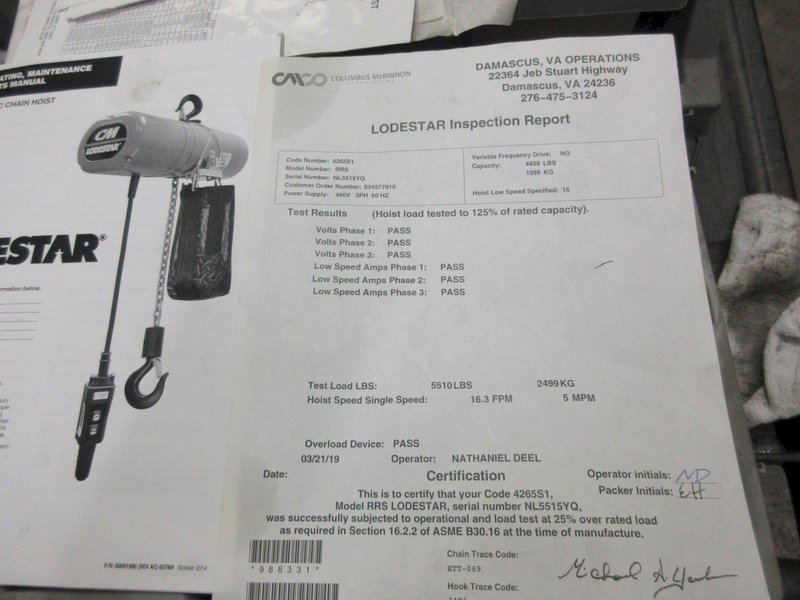 ATING, MAINTENANCE
TS MANUAL
C CHAIN HOIST
CM
LODESTAR
DESTAR®
ormation below.
P/N: 00001996 (REV AC) 627NH October 2014
CMCO COLUMBUS McKINNON
CORPORATION
DAMASCUS, VA OPERATIONS
22364 Jeb Stuart Highway
Damascus, VA 24236
276-475-3124
LODESTAR Inspection Report
Code Number: 4265S1
Model Number: RRS
Serial Number: NL5515YQ
Customer Order Number: 534377010
Power Supply: 460V 3PH 60 HZ
Variable Frequency Drive: NO
Capacity: 4408 LBS
1999 KG
Hoist Low Speed Specified: 16
Test Results (Hoist load tested to 125% of rated capacity).
Volts Phase 1: PASS
Volts Phase 2: PASS
Volts Phase 3: PASS
Low Speed Amps Phase 1: PASS
Low Speed Amps Phase 2: PASS
Low Speed Amps Phase 3: PASS
Test Load LBS: 5510 LBS 2499 KG
Hoist Speed Single Speed: 16.3 FPM 5 MPM
Overload Device: PASS
03/21/19 Operator: NATHANIEL DEEL
Date: Certification Operator initials: ND
Packer Initials: EH
This is to certify that your Code 4265S1,
Model RRS LODESTAR, serial number NL5515YQ,
was successfully subjected to operational and load test at 25% over rated load
as required in Section 16.2.2 of ASME B30.16 at the time of manufacture.
*988331*
Chain Trace Code:
ETT-069
Hook Trace Code: